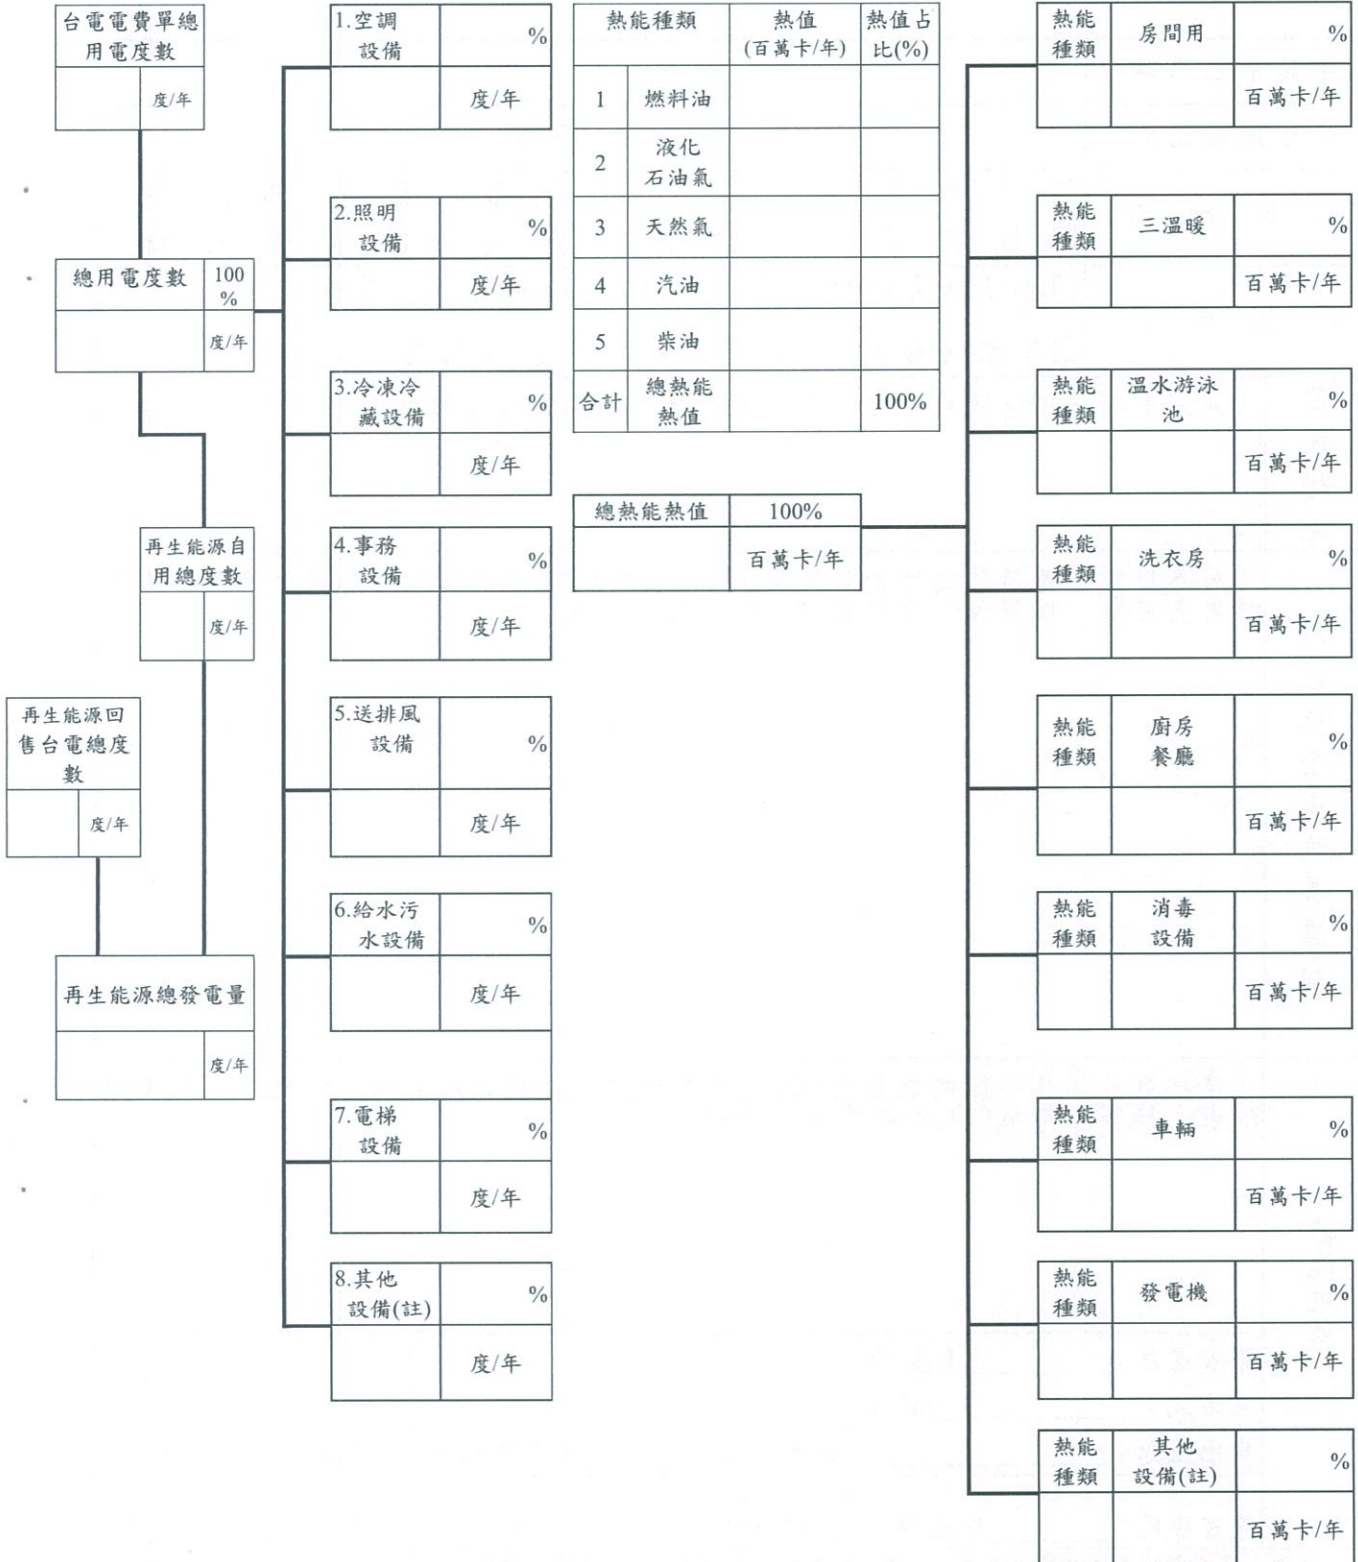 台電電費單總
用電度數
度/年
總用電度數
100
%
度/年
再生能源自
用總度數
度/年
再生能源回
售台電總度
數
度/年
再生能源總發電量
度/年
1.空調
設備
%
度/年
2.照明
設備
%
度/年
3.冷凍冷
藏設備
%
度/年
4.事務
設備
%
度/年
5.送排風
設備
%
度/年
6.給水污
水設備
%
度/年
7.電梯
設備
%
度/年
8.其他
設備(註)
%
度/年
熱能種類
熱值
(百萬卡/年)
熱值占
比(%)
1
燃料油
2
液化
石油氣
3
天然氣
4
汽油
5
柴油
合計
總熱能
熱值
100%
總熱能熱值
100%
百萬卡/年
熱能
種類
房間用
%
百萬卡/年
熱能
種類
三溫暖
%
百萬卡/年
熱能
種類
溫水游泳
池
%
百萬卡/年
熱能
種類
洗衣房
%
百萬卡/年
熱能
種類
廚房
餐廳
%
百萬卡/年
熱能
種類
消毒
設備
%
百萬卡/年
熱能
種類
車輛
%
百萬卡/年
熱能
種類
發電機
%
百萬卡/年
熱能
種類
其他
設備(註)
%
百萬卡/年